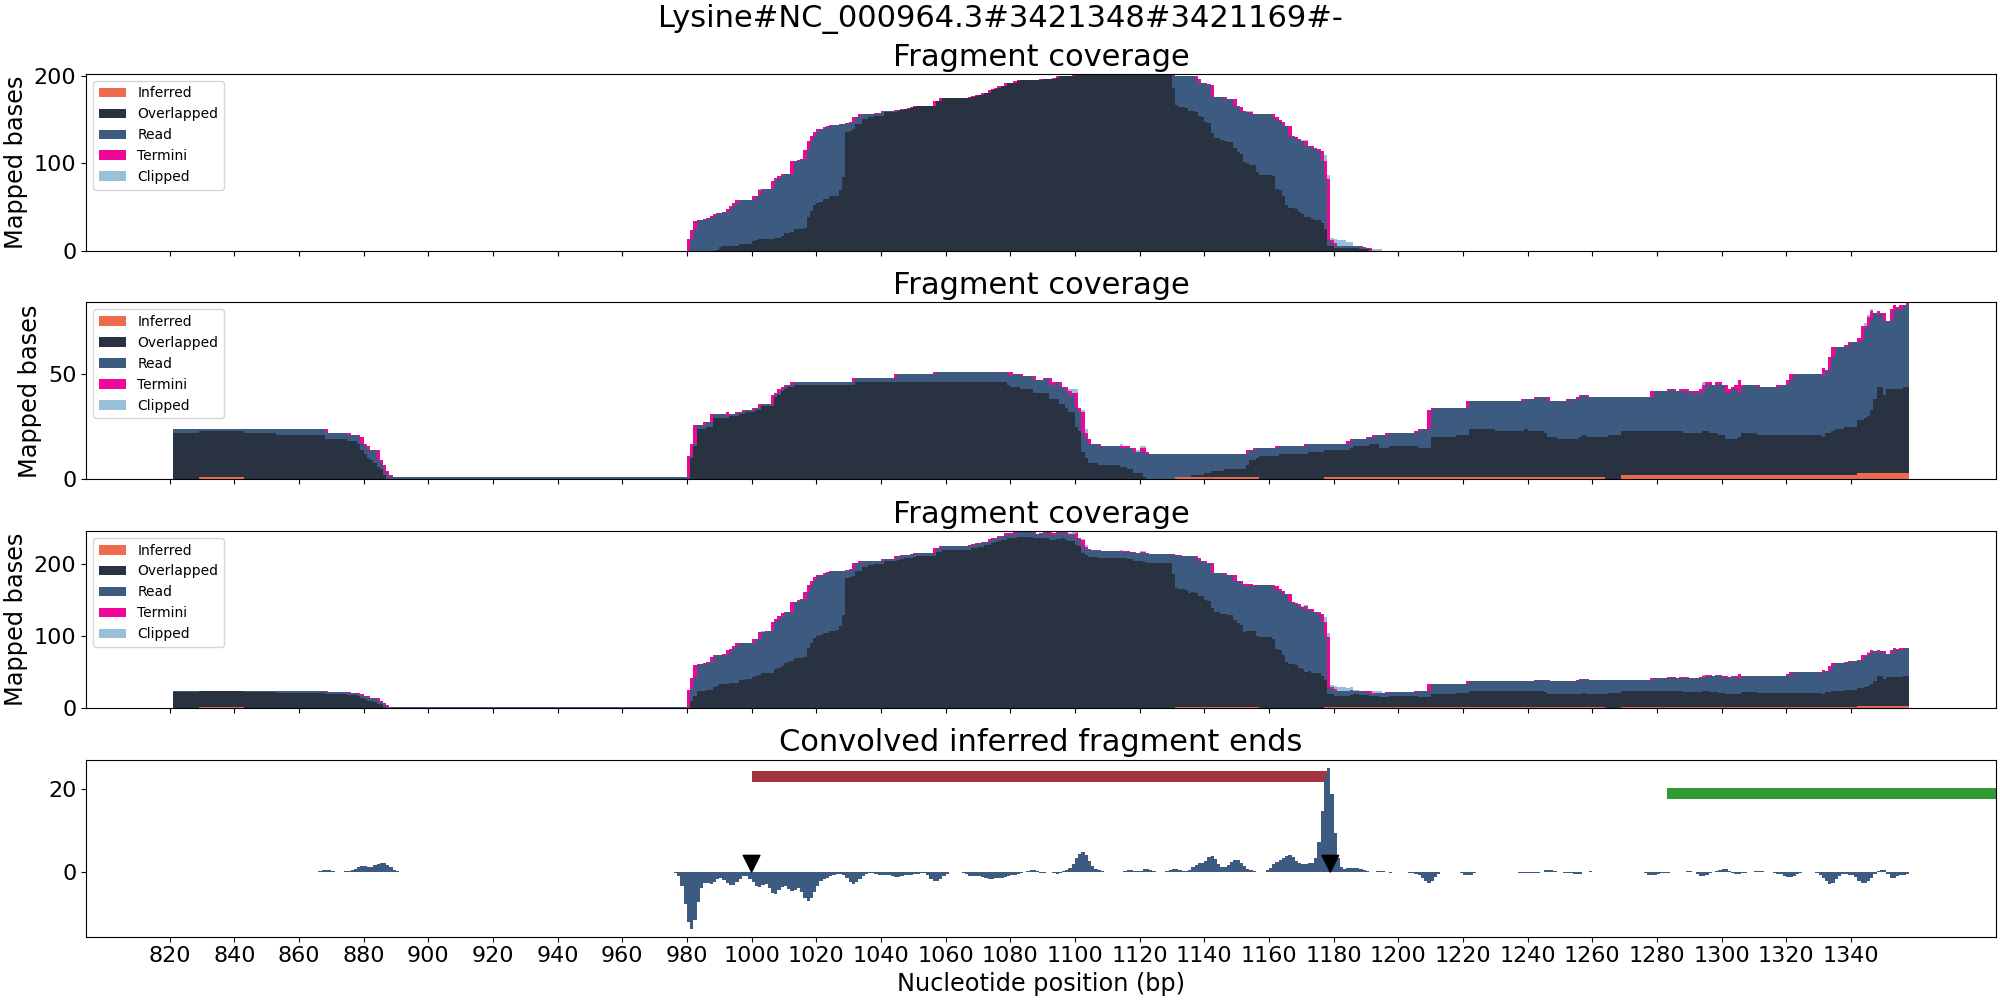 Lysine#NC_000964.3#3421348#3421169#-
Fragment coverage
Mapped bases
200
100
0
Inferred
Overlapped
Read
Termini
Clipped
Fragment coverage
Mapped bases
50
0
Inferred
Overlapped
Read
Termini
Clipped
Fragment coverage
Mapped bases
200
100
0
Inferred
Overlapped
Read
Termini
Clipped
Convolved inferred fragment ends
20
0
820 840 860 880 900 920 940 960 980 1000 1020 1040 1060 1080 1100 1120 1140 1160 1180 1200 1220 1240 1260 1280 1300 1320 1340
Nucleotide position (bp)